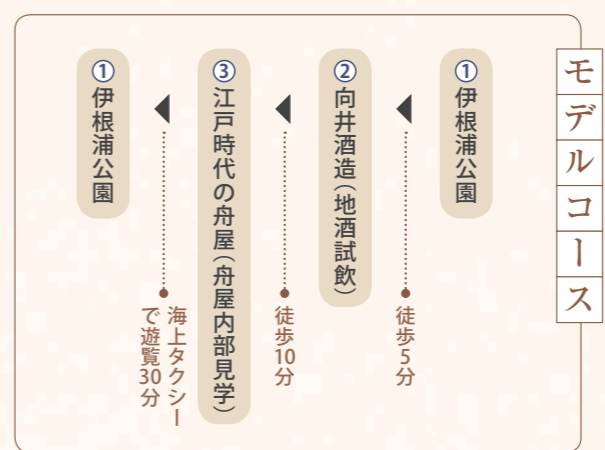 モデルコース
①伊根浦公園
徒歩5分
②向井酒造(地酒試飲)
徒歩10分
③江戸時代の舟屋(舟屋内部見学)
海上タクシー
で遊覧30分
①伊根浦公園